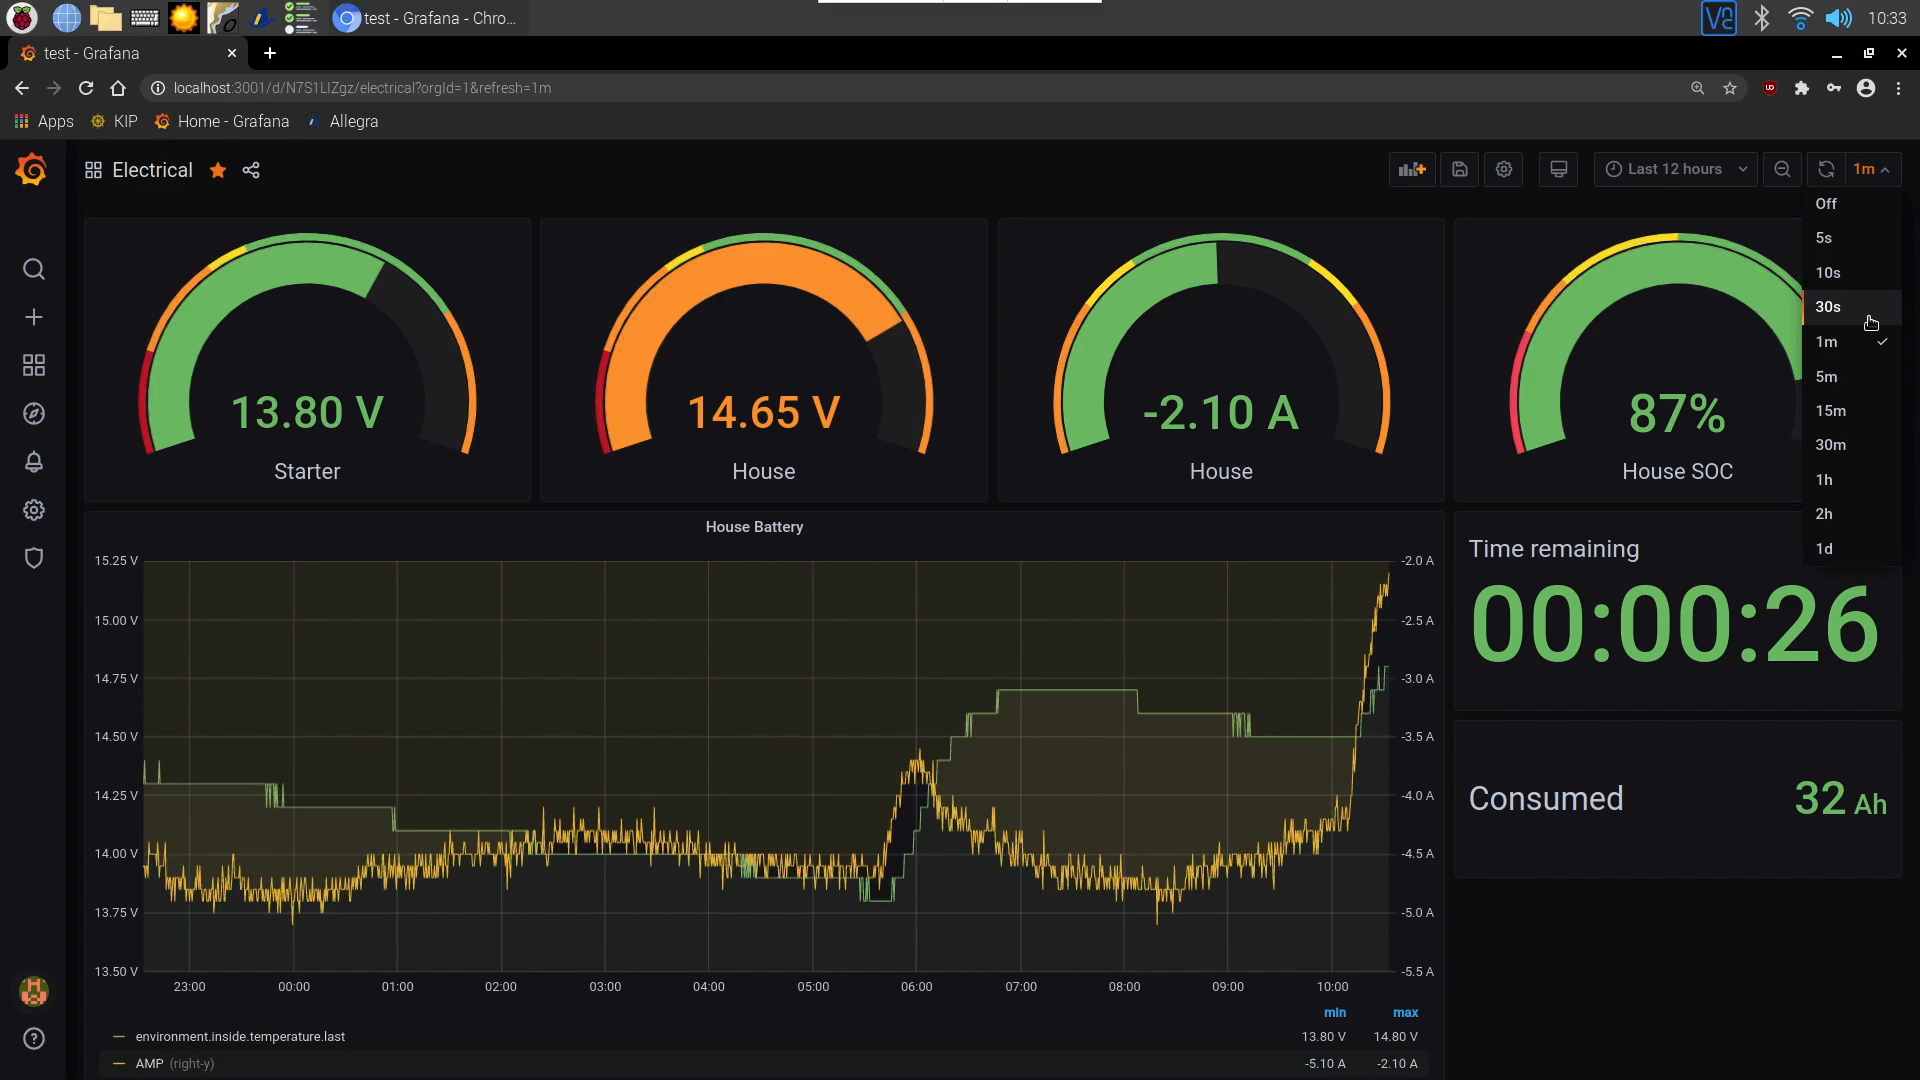 test - Grafana - Chro...
10:33
test - Grafana
localhost:3001/d/N7S1LIZgz/electrical?orgId=1&refresh=1m
Apps
KIP
Home - Grafana
Allegra
Electrical
Last 12 hours
1m
Off
5s
10s
30s
1m
5m
15m
30m
1h
2h
1d
13.80 V
Starter
14.65 V
House
-2.10 A
House
87%
House SOC
House Battery
15.25 V
15.00 V
14.75 V
14.50 V
14.25 V
14.00 V
13.75 V
13.50 V
-2.0 A
-2.5 A
-3.0 A
-3.5 A
-4.0 A
-4.5 A
-5.0 A
-5.5 A
23:00 00:00 01:00 02:00 03:00 04:00 05:00 06:00 07:00 08:00 09:00 10:00
min max
environment.inside.temperature.last 13.80 V 14.80 V
AMP (right-y) -5.10 A -2.10 A
Time remaining
00:00:26
Consumed 32 Ah